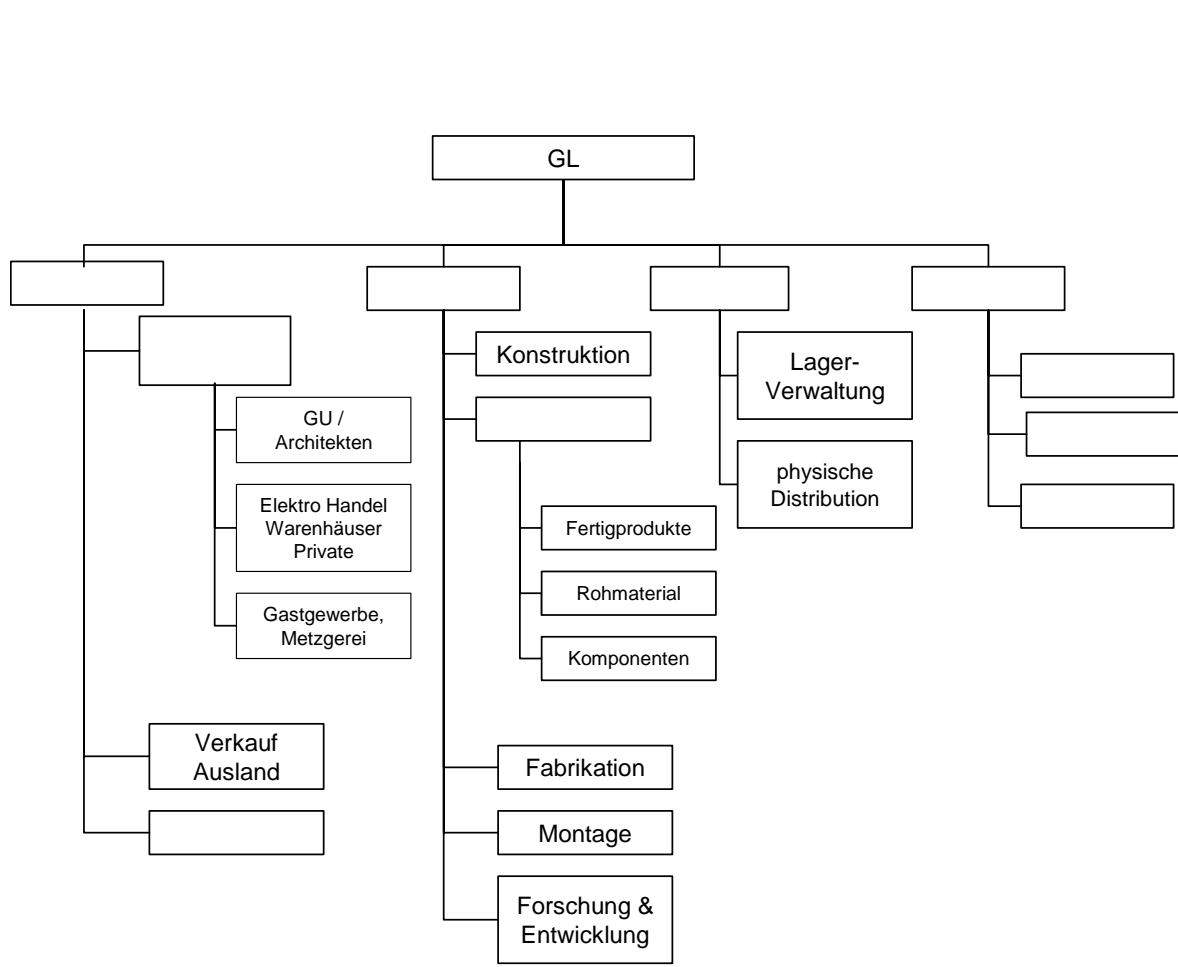 GL
GU /
Architekten
Elektro Handel
Warenhäuser
Private
Gastgewerbe,
Metzgerei
Verkauf
Ausland
Konstruktion
Fertigprodukte
Rohmaterial
Komponenten
Fabrikation
Montage
Forschung &
Entwicklung
Lager-
Verwaltung
physische
Distribution